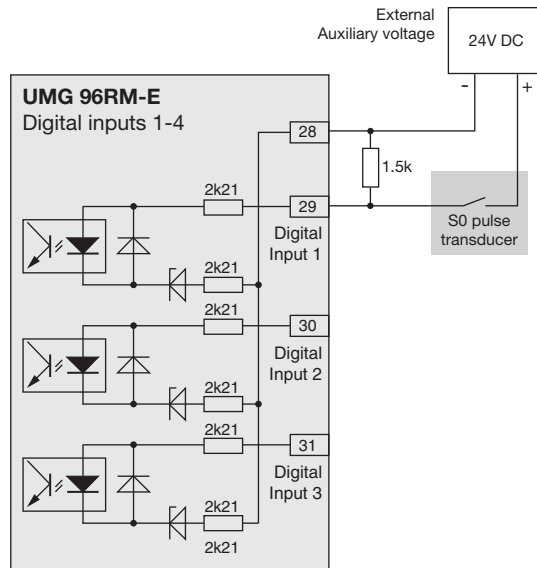 External
Auxiliary voltage
24V DC
- +
UMG 96RM-E
Digital inputs 1-4
28
1.5k
2k21
29
S0 pulse
transducer
Digital
Input 1
2k21
2k21
30
Digital
Input 2
2k21
2k21
31
Digital
Input 3
2k21
2k21